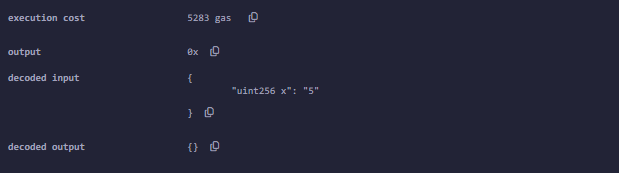 execution cost 5283 gas
output 0x
decoded input {
"uint256 x": "5"
}
decoded output {}